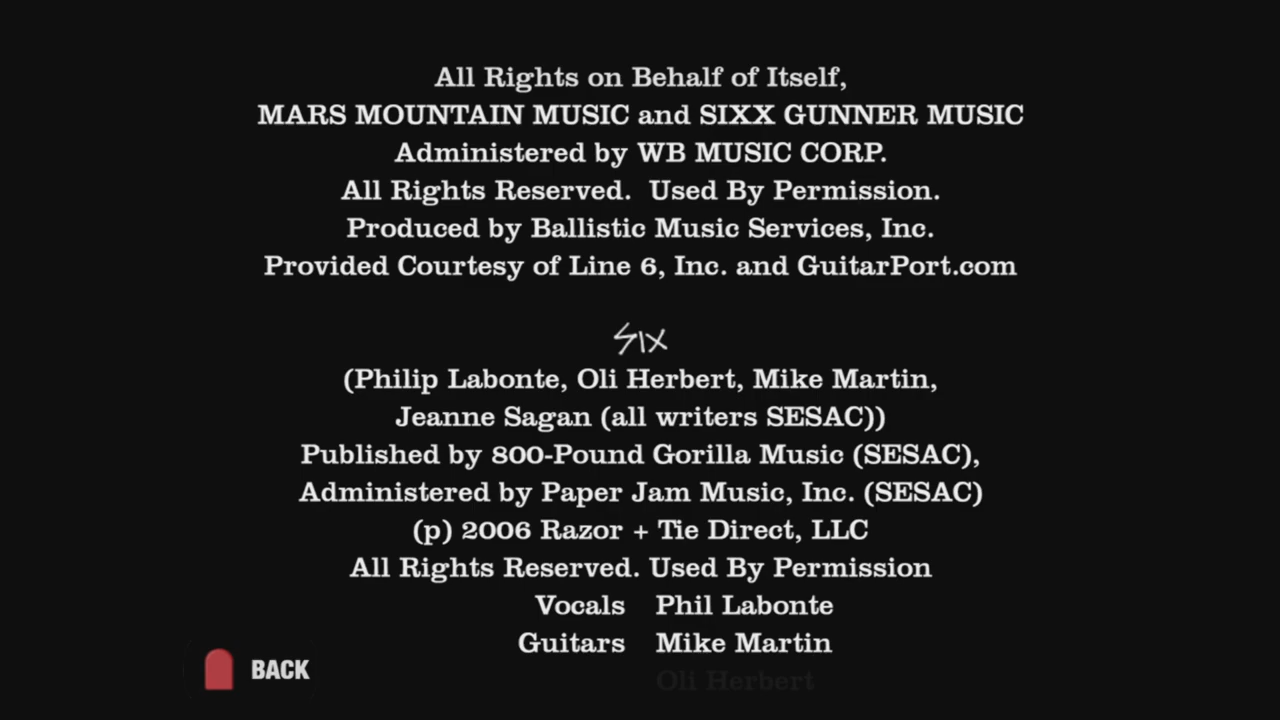 All Rights on Behalf of Itself,
MARS MOUNTAIN MUSIC and SIXX GUNNER MUSIC
Administered by WB MUSIC CORP.
All Rights Reserved.  Used By Permission.
Produced by Ballistic Music Services, Inc.
Provided Courtesy of Line 6, Inc. and GuitarPort.com
SIX
(Philip Labonte, Oli Herbert, Mike Martin,
Jeanne Sagan (all writers SESAC))
Published by 800-Pound Gorilla Music (SESAC),
Administered by Paper Jam Music, Inc. (SESAC)
(p) 2006 Razor + Tie Direct, LLC
All Rights Reserved. Used By Permission
Vocals Phil Labonte
Guitars Mike Martin
Oli Herbert
BACK